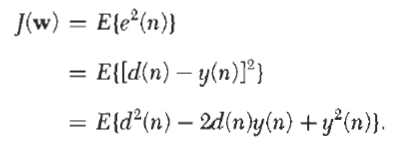 J(w) = E{e²(n)}
= E{[d(n) – y(n)]²}
= E{d²(n) – 2d(n)y(n) + y²(n)}.